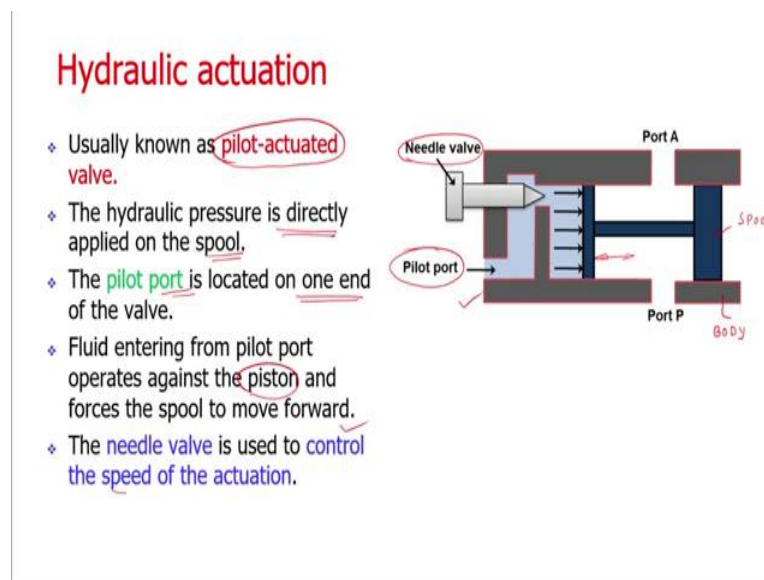 Hydraulic actuation
Usually known as pilot-actuated
valve.
The hydraulic pressure is directly
applied on the spool.
The pilot port is located on one end
of the valve.
Fluid entering from pilot port
operates against the piston and
forces the spool to move forward.
The needle valve is used to control
the speed of the actuation.
Port A
Needle valve
SPOO
Pilot port
Port P
BODY